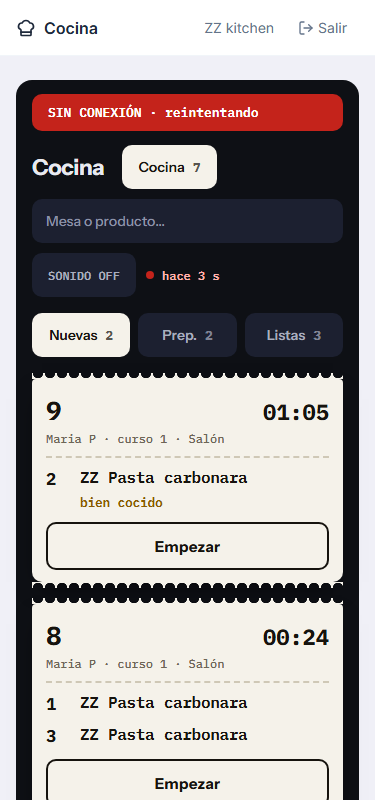 Cocina ZZ kitchen Salir
SIN CONEXIÓN · reintentando
Cocina Cocina 7
Mesa o producto…
SONIDO OFF hace 3 s
Nuevas 2 Prep. 2 Listas 3
9 01:05
Maria P · curso 1 · Salón
2 ZZ Pasta carbonara
bien cocido
Empezar
8 00:24
Maria P · curso 1 · Salón
1 ZZ Pasta carbonara
3 ZZ Pasta carbonara
Empezar